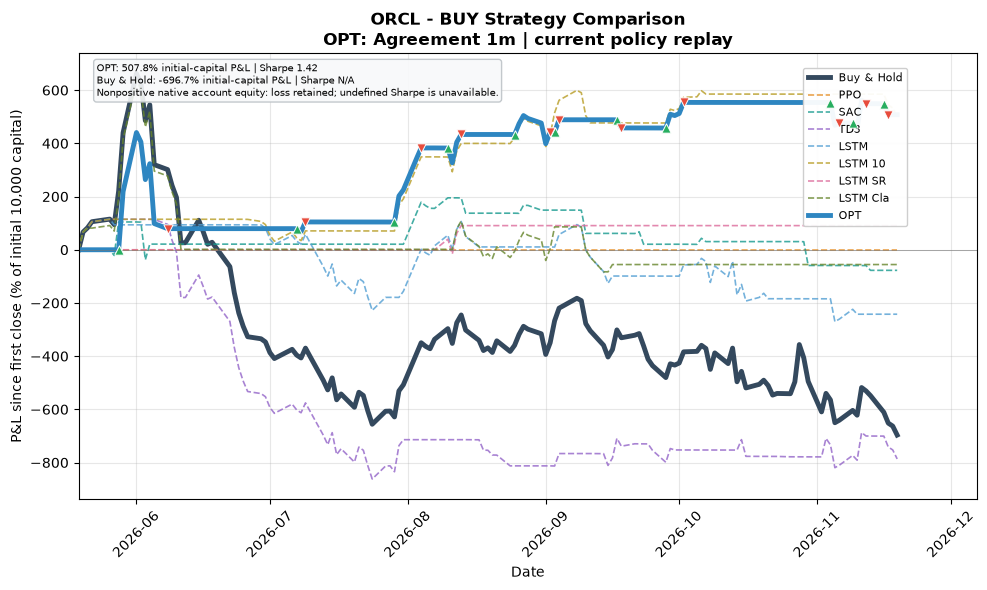 ORCL - BUY Strategy Comparison
OPT: Agreement 1m | current policy replay
OPT: 507.8% initial-capital P&L | Sharpe 1.42
Buy & Hold: -696.7% initial-capital P&L | Sharpe N/A
Nonpositive native account equity: loss retained; undefined Sharpe is unavailable.
Buy & Hold
PPO
SAC
TD3
LSTM
LSTM 10
LSTM SR
LSTM Cla
OPT
P&L since first close (% of initial 10,000 capital)
600
400
200
0
−200
−400
−600
−800
2026-06
2026-07
2026-08
2026-09
2026-10
2026-11
2026-12
Date